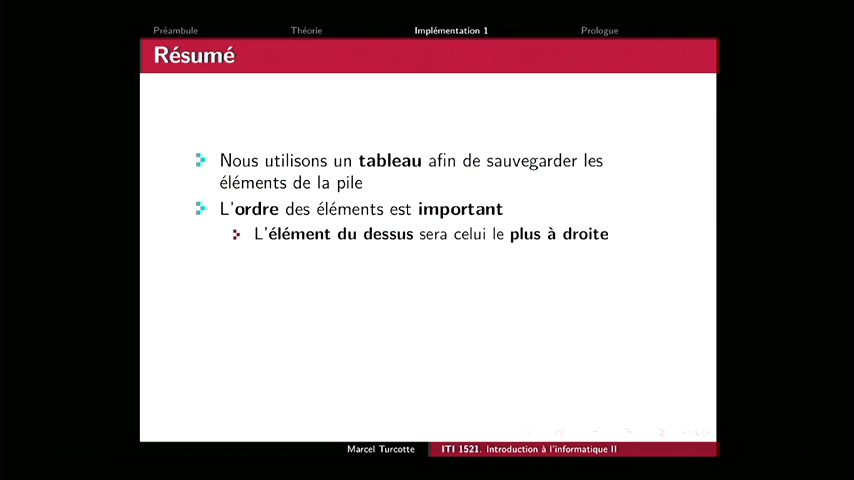 Préambule Théorie Implémentation 1 Prologue
Résumé
Nous utilisons un tableau afin de sauvegarder les
éléments de la pile
L'ordre des éléments est important
L'élément du dessus sera celui le plus à droite
Marcel Turcotte ITI 1521. Introduction à l'informatique II